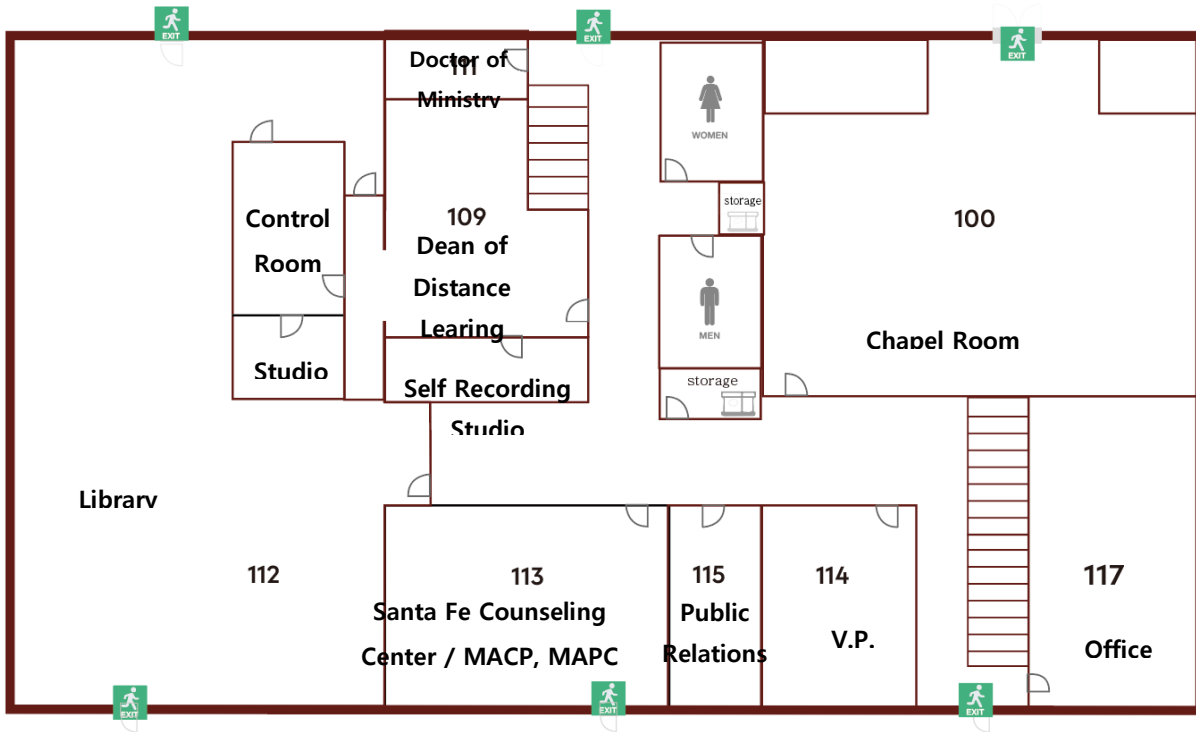 EXIT
EXIT
EXIT
Doctor of
111
Ministry
WOMEN
storage
Control
Room
109
Dean of
Distance
Learing
100
MEN
Chapel Room
Studio
storage
Self Recording
Studio
Library
112
113
Santa Fe Counseling
Center / MACP, MAPC
115
Public
Relations
114
V.P.
117
Office
EXIT
EXIT
EXIT